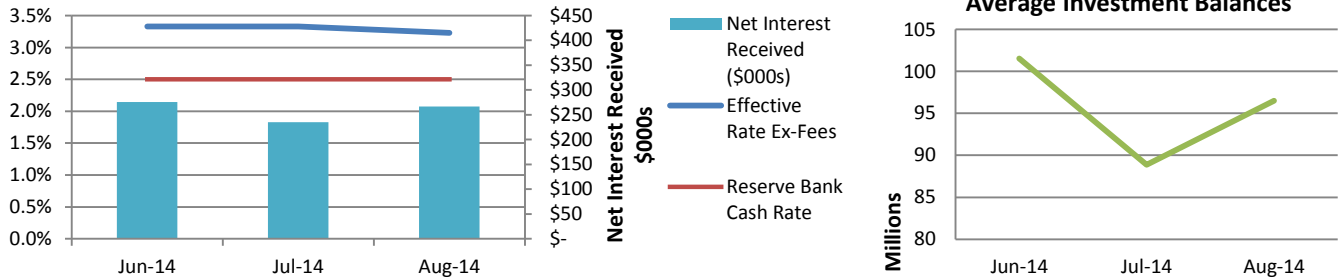 3.5%
3.0%
2.5%
2.0%
1.5%
1.0%
0.5%
0.0%
Jun-14
Jul-14
Aug-14
$450
$400
$350
$300
$250
$200
$150
$100
$50
$-
Net Interest Received
$000s
Net Interest
Received
($000s)
Effective
Rate Ex-Fees
Reserve Bank
Cash Rate
Average Investment Balances
105
100
95
90
85
80
Millions
Jun-14
Jul-14
Aug-14